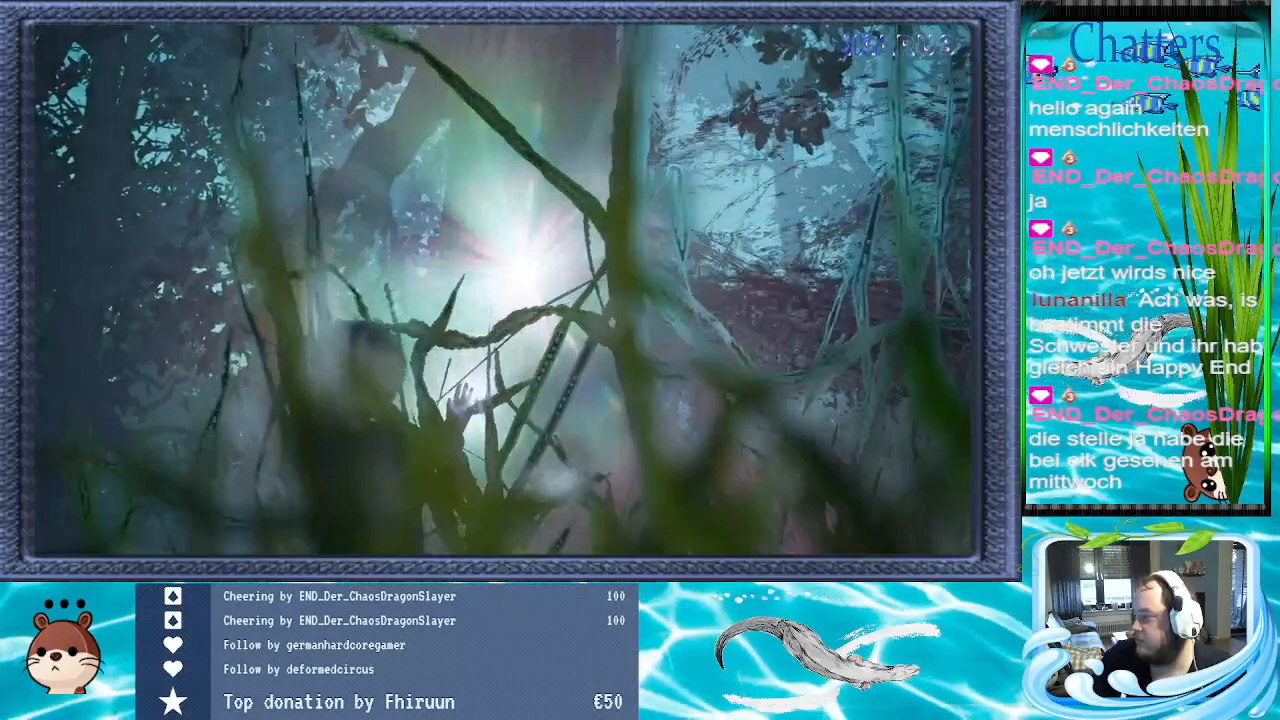 Chatters
END_Der_ChaosDrag
hello again
menschlichkeiten
END_Der_ChaosDrag
ja
END_Der_ChaosDrag
oh jetzt wirds nice
lunanilla Ach was, is
bestimmt die
Schwester und ihr hab
gleich ein Happy End
END_Der_ChaosDrag
die stelle ja habe die
bei elk gesehen am
mittwoch
Cheering by END_Der_ChaosDragonSlayer 100
Cheering by END_Der_ChaosDragonSlayer 100
Follow by germanhardcoregamer
Follow by deformedcircus
Top donation by Fhiruun €50